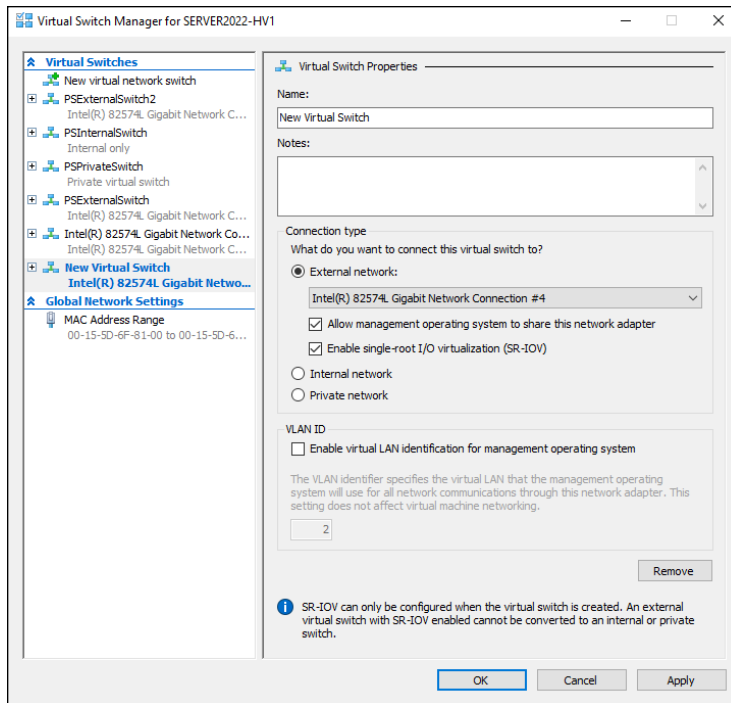 Virtual Switch Manager for SERVER2022-HV1
Virtual Switches
New virtual network switch
PSExternalSwitch2
Intel(R) 82574L Gigabit Network C...
PSInternalSwitch
Internal only
PSPrivateSwitch
Private virtual switch
PSExternalSwitch
Intel(R) 82574L Gigabit Network C...
Intel(R) 82574L Gigabit Network Co...
Intel(R) 82574L Gigabit Network C...
New Virtual Switch
Intel(R) 82574L Gigabit Netwo...
Global Network Settings
MAC Address Range
00-15-5D-6F-81-00 to 00-15-5D-6...
Virtual Switch Properties
Name:
New Virtual Switch
Notes:
Connection type
What do you want to connect this virtual switch to?
External network:
Intel(R) 82574L Gigabit Network Connection #4
Allow management operating system to share this network adapter
Enable single-root I/O virtualization (SR-IOV)
Internal network
Private network
VLAN ID
Enable virtual LAN identification for management operating system
The VLAN identifier specifies the virtual LAN that the management operating
system will use for all network communications through this network adapter. This
setting does not affect virtual machine networking.
2
Remove
SR-IOV can only be configured when the virtual switch is created. An external
virtual switch with SR-IOV enabled cannot be converted to an internal or private
switch.
OK
Cancel
Apply